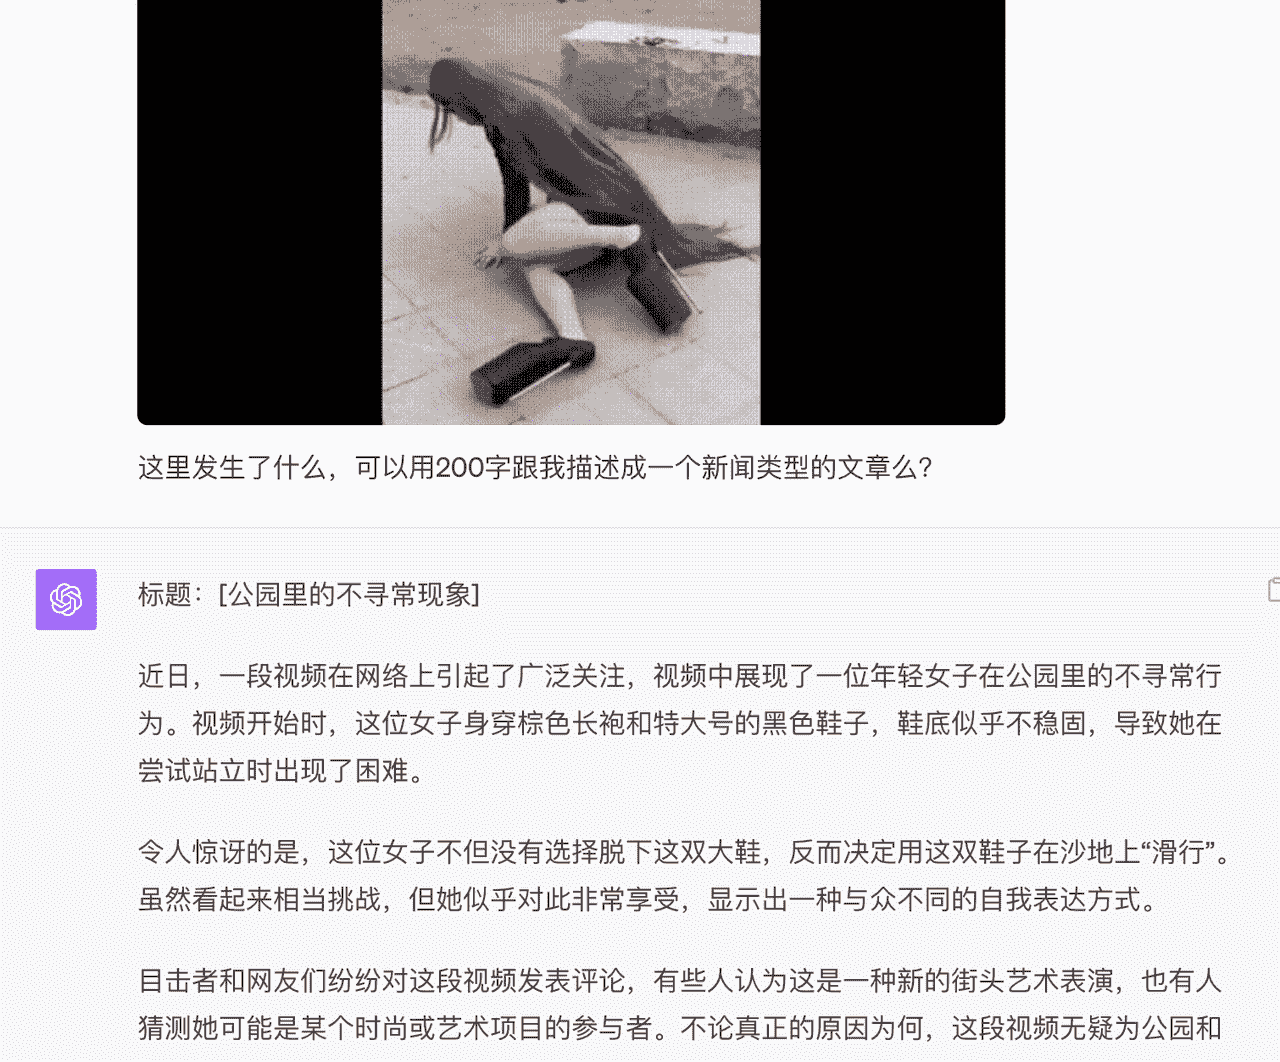 这里发生了什么，可以用200字跟我描述成一个新闻类型的文章么？
标题：[公园里的不寻常现象]
近日，一段视频在网络上引起了广泛关注，视频中展现了一位年轻女子在公园里的不寻常行
为。视频开始时，这位女子身穿棕色长袍和特大号的黑色鞋子，鞋底似乎不稳固，导致她在
尝试站立时出现了困难。
令人惊讶的是，这位女子不但没有选择脱下这双大鞋，反而决定用这双鞋子在沙地上“滑行”。
虽然看起来相当挑战，但她似乎对此非常享受，显示出一种与众不同的自我表达方式。
目击者和网友们纷纷对这段视频发表评论，有些人认为这是一种新的街头艺术表演，也有人
猜测她可能是某个时尚或艺术项目的参与者。不论真正的原因为何，这段视频无疑为公园和